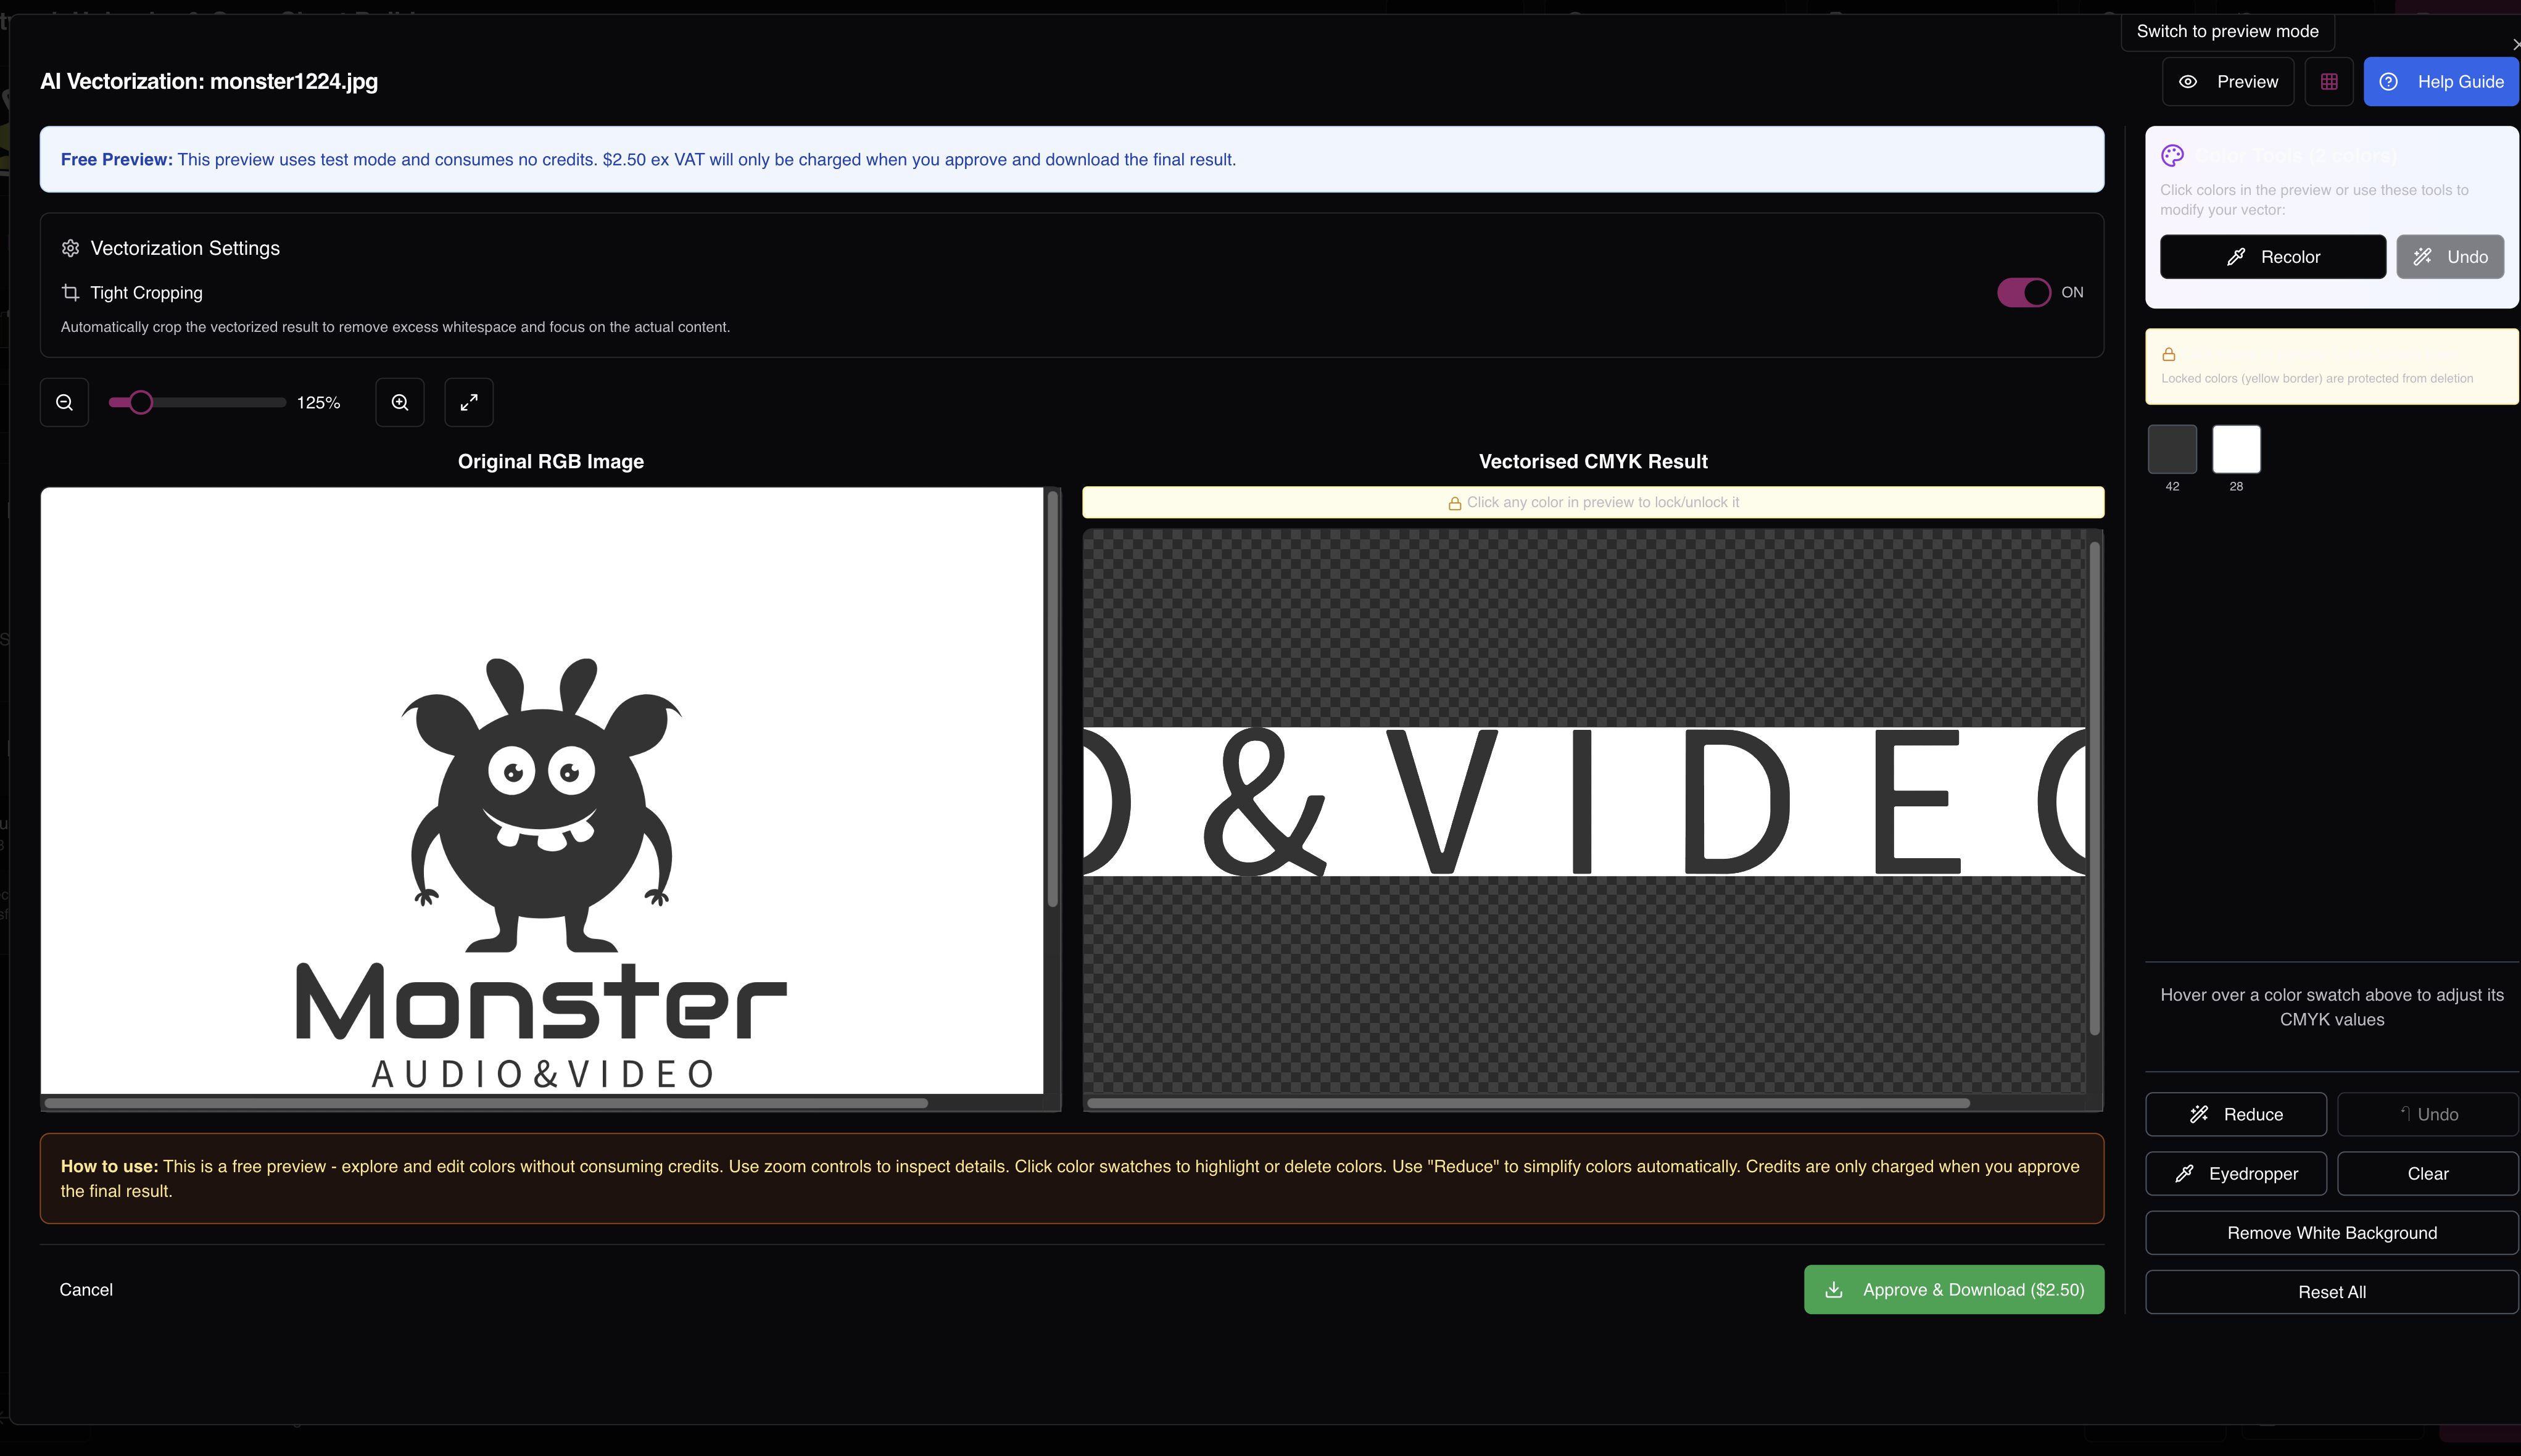 Switch to preview mode
AI Vectorization: monster1224.jpg
Preview
Help Guide
Free Preview: This preview uses test mode and consumes no credits. $2.50 ex VAT will only be charged when you approve and download the final result.
Vectorization Settings
Tight Cropping
ON
Automatically crop the vectorized result to remove excess whitespace and focus on the actual content.
125%
Original RGB Image
Monster
AUDIO&VIDEO
Vectorised CMYK Result
Click any color in preview to lock/unlock it
O & V I D E O
How to use: This is a free preview - explore and edit colors without consuming credits. Use zoom controls to inspect details. Click color swatches to highlight or delete colors. Use "Reduce" to simplify colors automatically. Credits are only charged when you approve
the final result.
Cancel
Approve & Download ($2.50)
Click colors in the preview or use these tools to
modify your vector:
Recolor
Undo
Locked colors (yellow border) are protected from deletion
42
28
Hover over a color swatch above to adjust its
CMYK values
Reduce
Undo
Eyedropper
Clear
Remove White Background
Reset All